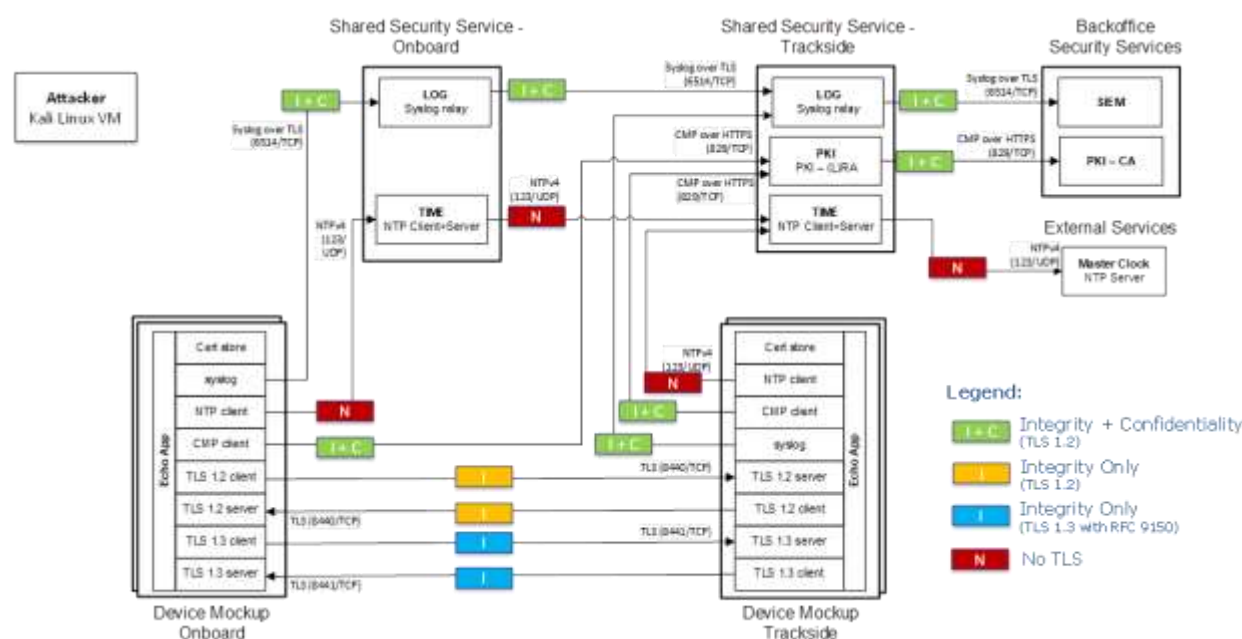 Shared Security Service -
Onboard
Shared Security Service -
Trackside
Backoffice
Security Services
Attacker
Kali Linux VM
I + C
Syslog over TLS
(6514/TCP)
LOG
Syslog relay
I + C
Syslog over TLS
(6514/TCP)
LOG
Syslog relay
I + C
Syslog over TLS
(6514/TCP)
SIEM
CMP over HTTPS
(829/TCP)
PKI
PKI – (L)RA
I + C
CMP over HTTPS
(829/TCP)
PKI – CA
CMP over HTTPS
(829/TCP)
NTPv4
(123/
UDP)
TIME
NTP Client+Server
NTPv4
(123/UDP)
N
TIME
NTP Client+Server
External Services
N
NTPv4
(123/UDP)
Master Clock
NTP Server
Echo App
Cert store
syslog
NTP client
CMP client
TLS 1.2 client
TLS 1.2 server
TLS 1.3 client
TLS 1.3 server
N
I + C
NTPv4
(123/UDP)
N
I + C
I + C
I
TLS (8440/TCP)
TLS (8440/TCP)
I
I
TLS (8441/TCP)
TLS (8441/TCP)
I
Cert store
NTP client
CMP client
syslog
TLS 1.2 server
TLS 1.2 client
TLS 1.3 server
TLS 1.3 client
Echo App
Device Mockup
Onboard
Device Mockup
Trackside
Legend:
I + C
Integrity + Confidentiality
(TLS 1.2)
I
Integrity Only
(TLS 1.2)
I
Integrity Only
(TLS 1.3 with RFC 9150)
N
No TLS